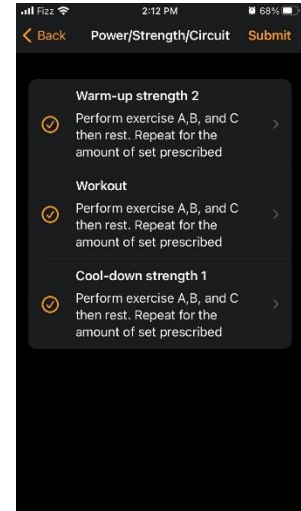 Fizz 2:12 PM 68%
Back Power/Strength/Circuit Submit
Warm-up strength 2
Perform exercise A,B, and C
then rest. Repeat for the
amount of set prescribed
Workout
Perform exercise A,B, and C
then rest. Repeat for the
amount of set prescribed
Cool-down strength 1
Perform exercise A,B, and C
then rest. Repeat for the
amount of set prescribed